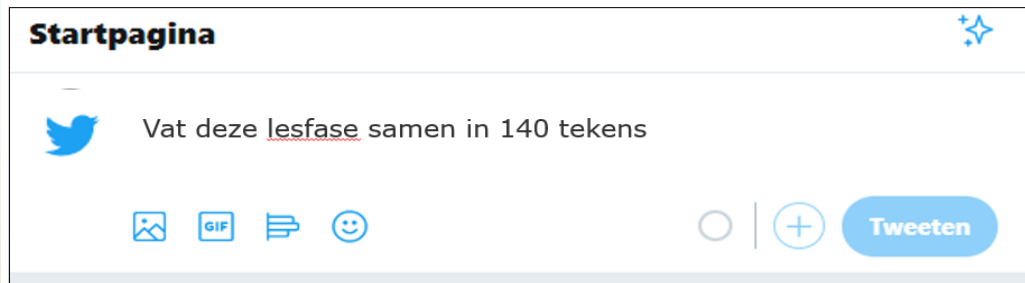 Startpagina
Vat deze lesfase samen in 140 tekens
GIF
Tweeten